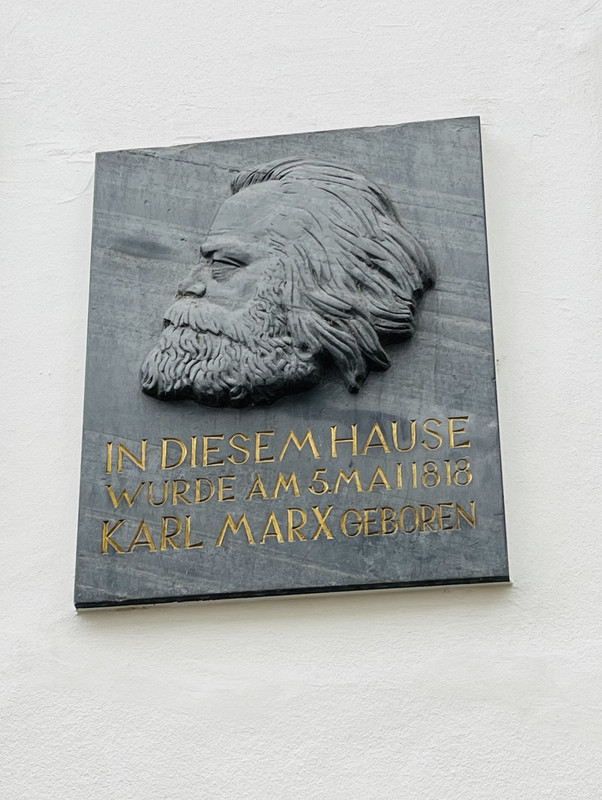 IN DIESEM HAUSE
WURDE AM 5.MAI 1818
KARL MARX GEBOREN